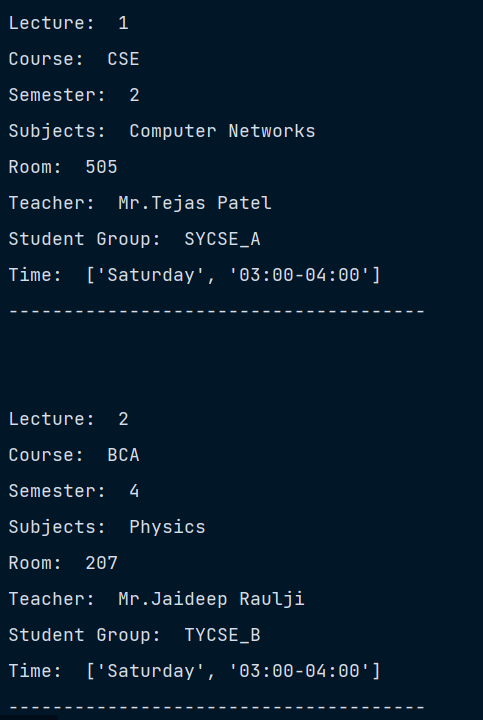 Lecture:  1
Course:  CSE
Semester:  2
Subjects:  Computer Networks
Room:  505
Teacher:  Mr.Tejas Patel
Student Group:  SYCSE_A
Time:  ['Saturday', '03:00-04:00']
--------------------------------------
Lecture:  2
Course:  BCA
Semester:  4
Subjects:  Physics
Room:  207
Teacher:  Mr.Jaideep Raulji
Student Group:  TYCSE_B
Time:  ['Saturday', '03:00-04:00']
--------------------------------------